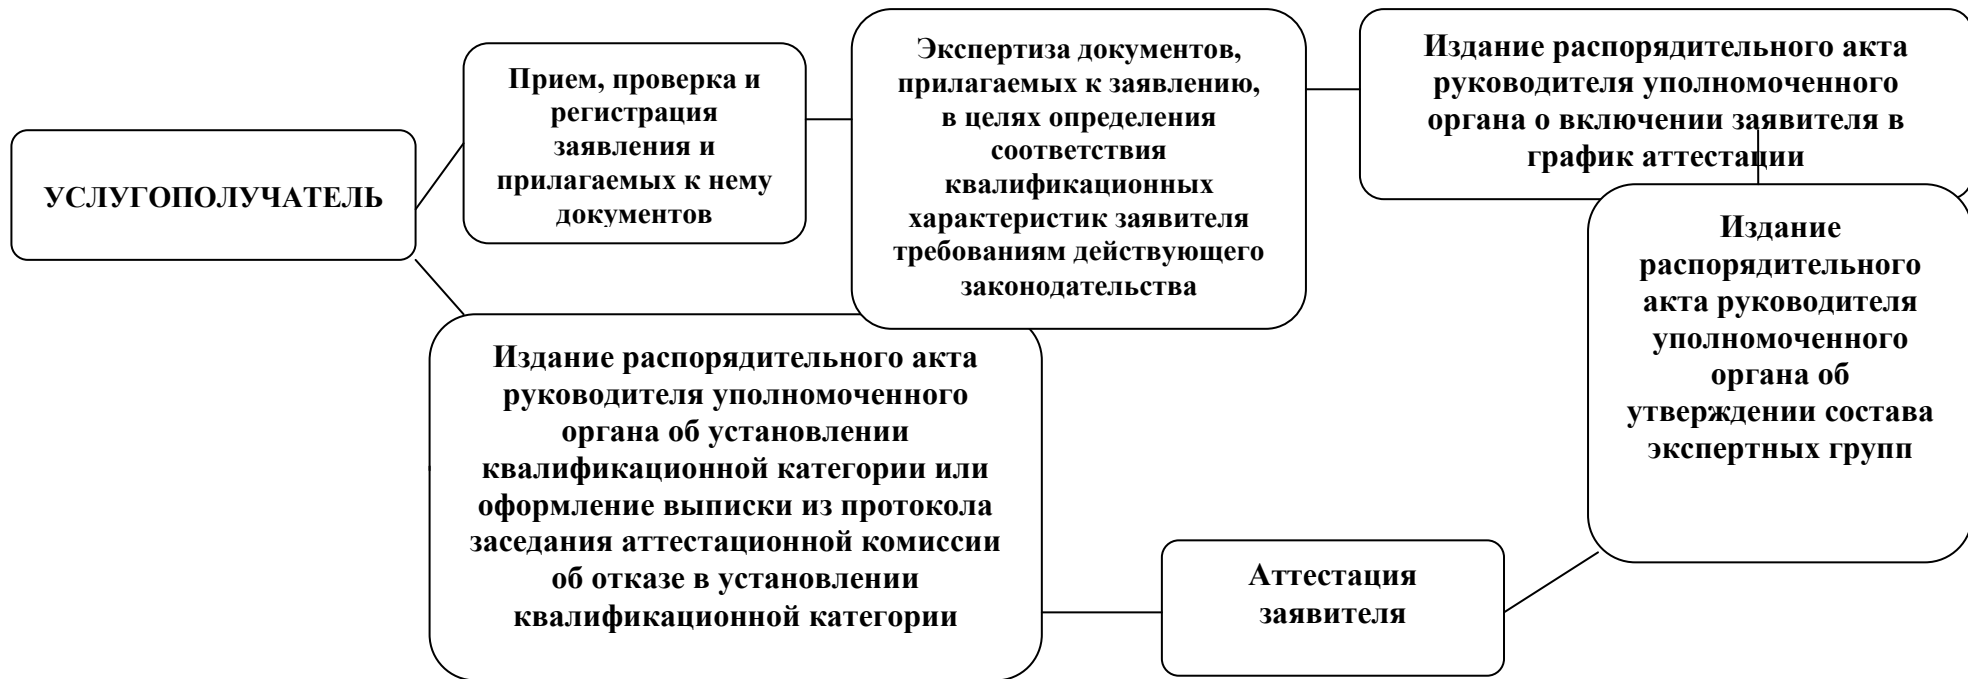 УСЛУГОПОЛУЧАТЕЛЬ
Прием, проверка и
регистрация
заявления и
прилагаемых к нему
документов
Экспертиза документов,
прилагаемых к заявлению,
в целях определения
соответствия
квалификационных
характеристик заявителя
требованиям действующего
законодательства
Издание распорядительного акта
руководителя уполномоченного
органа о включении заявителя в
график аттестации
Издание
распорядительного
акта руководителя
уполномоченного
органа об
утверждении состава
экспертных групп
Аттестация
заявителя
Издание распорядительного акта
руководителя уполномоченного
органа об установлении
квалификационной категории или
оформление выписки из протокола
заседания аттестационной комиссии
об отказе в установлении
квалификационной категории